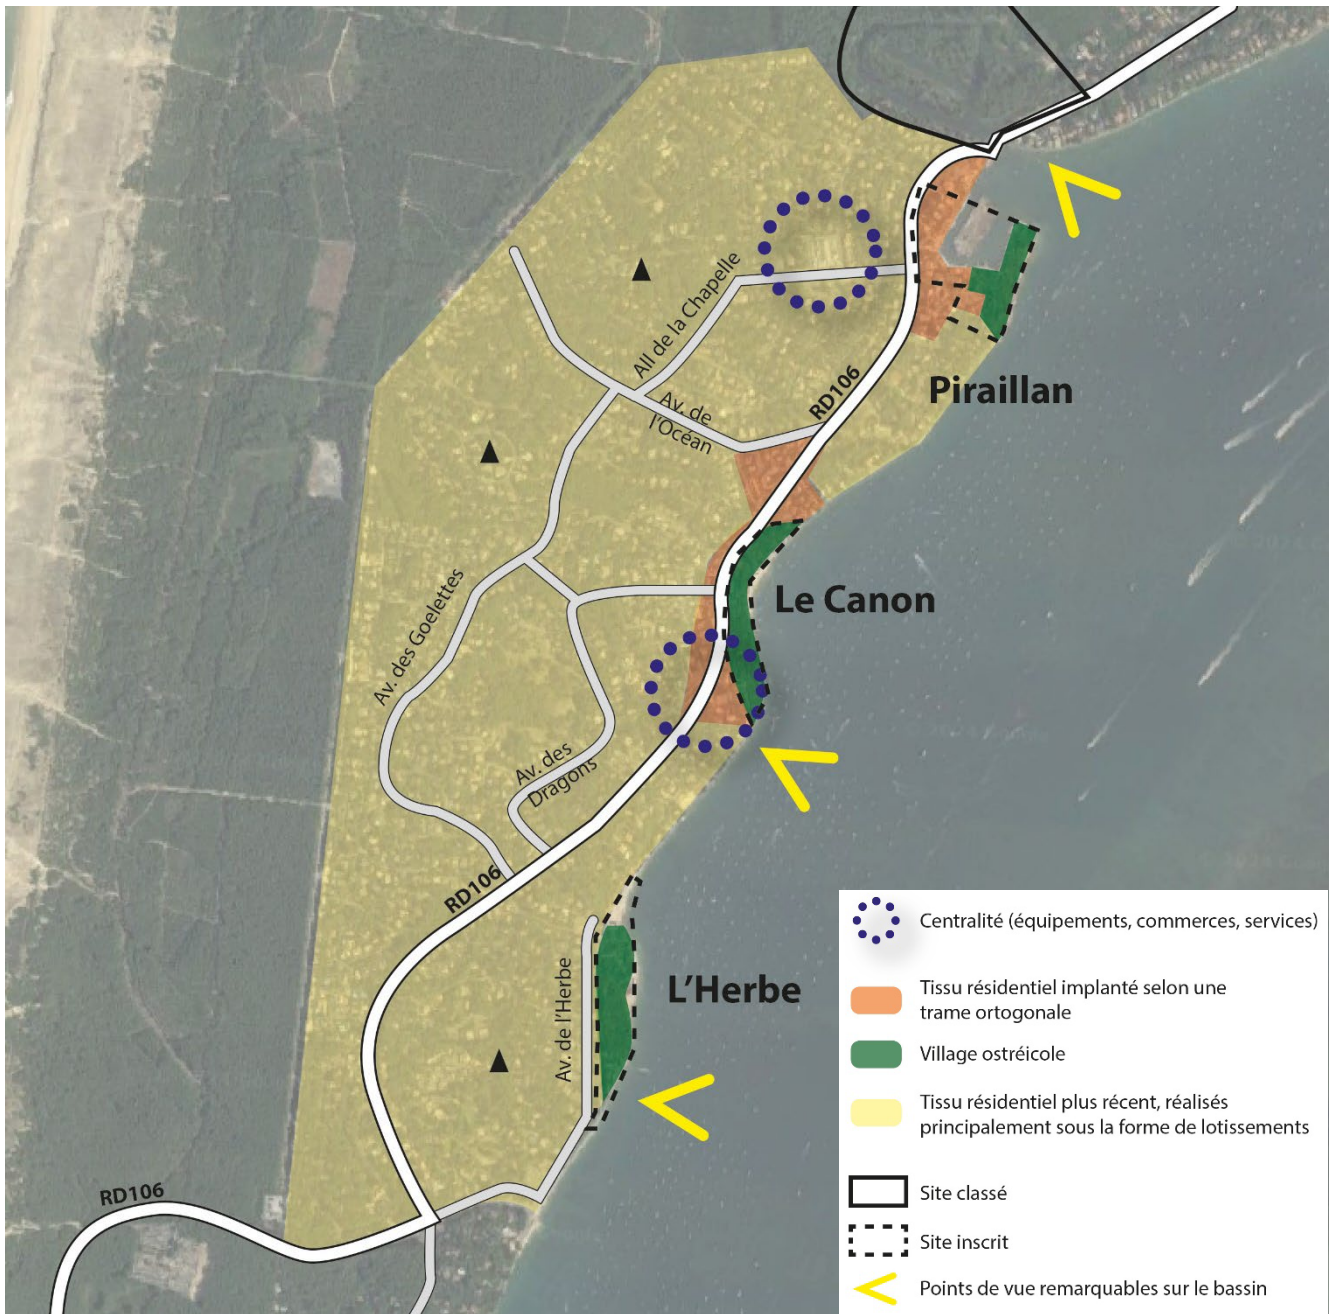 All de la Chapelle
RD106
Av. de
l'Océan
Piraillan
Av. des Goelettes
Le Canon
Av. des
Dragons
RD106
Av. de l'Herbe
L'Herbe
RD106
Centralité (équipements, commerces, services)
Tissu résidentiel implanté selon une
trame ortogonale
Village ostréicole
Tissu résidentiel plus récent, réalisés
principalement sous la forme de lotissements
Site classé
Site inscrit
Points de vue remarquables sur le bassin